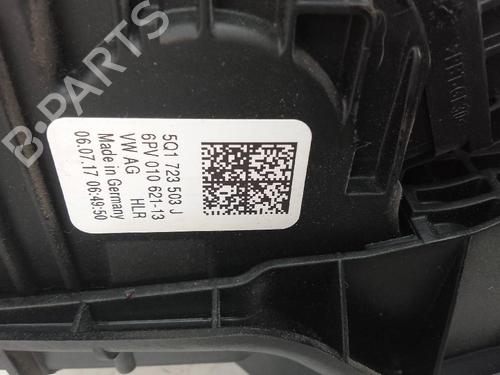 B-PARTS
5Q1 723 503 J
6PV 010 621-13
VW AG HLR
Made in Germany
06.07.17 06:49:50